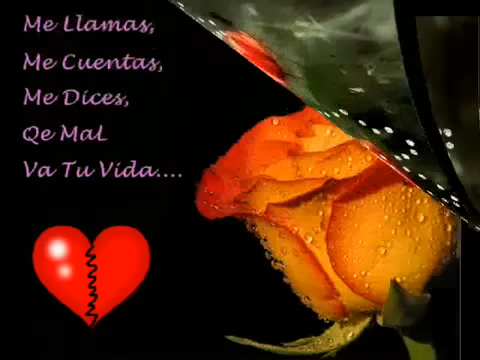 Me Llamas,
Me Cuentas,
Me Dices,
Qe Mal
Va Tu Vida....